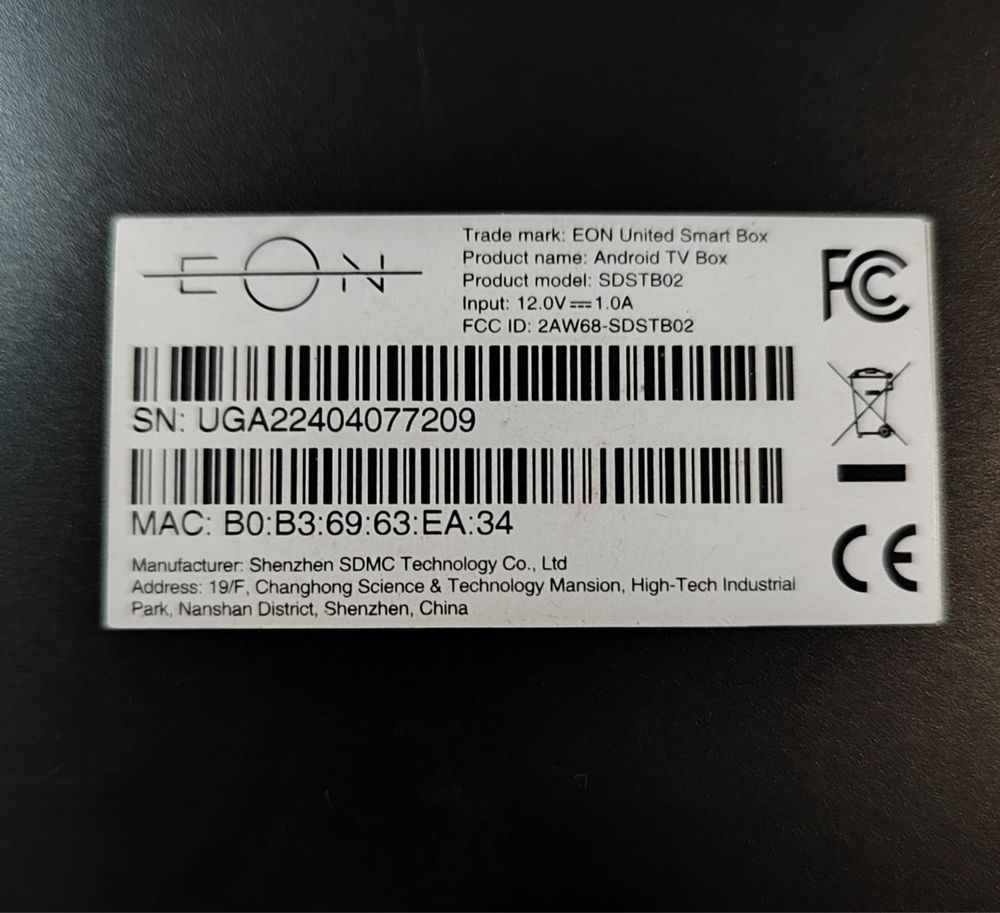 EON
Trade mark: EON United Smart Box
Product name: Android TV Box
Product model: SDSTB02
Input: 12.0V⎓1.0A
FCC ID: 2AW68-SDSTB02
FC
SN: UGA22404077209
MAC: B0:B3:69:63:EA:34
CE
Manufacturer: Shenzhen SDMC Technology Co., Ltd
Address: 19/F, Changhong Science & Technology Mansion, High-Tech Industrial
Park, Nanshan District, Shenzhen, China